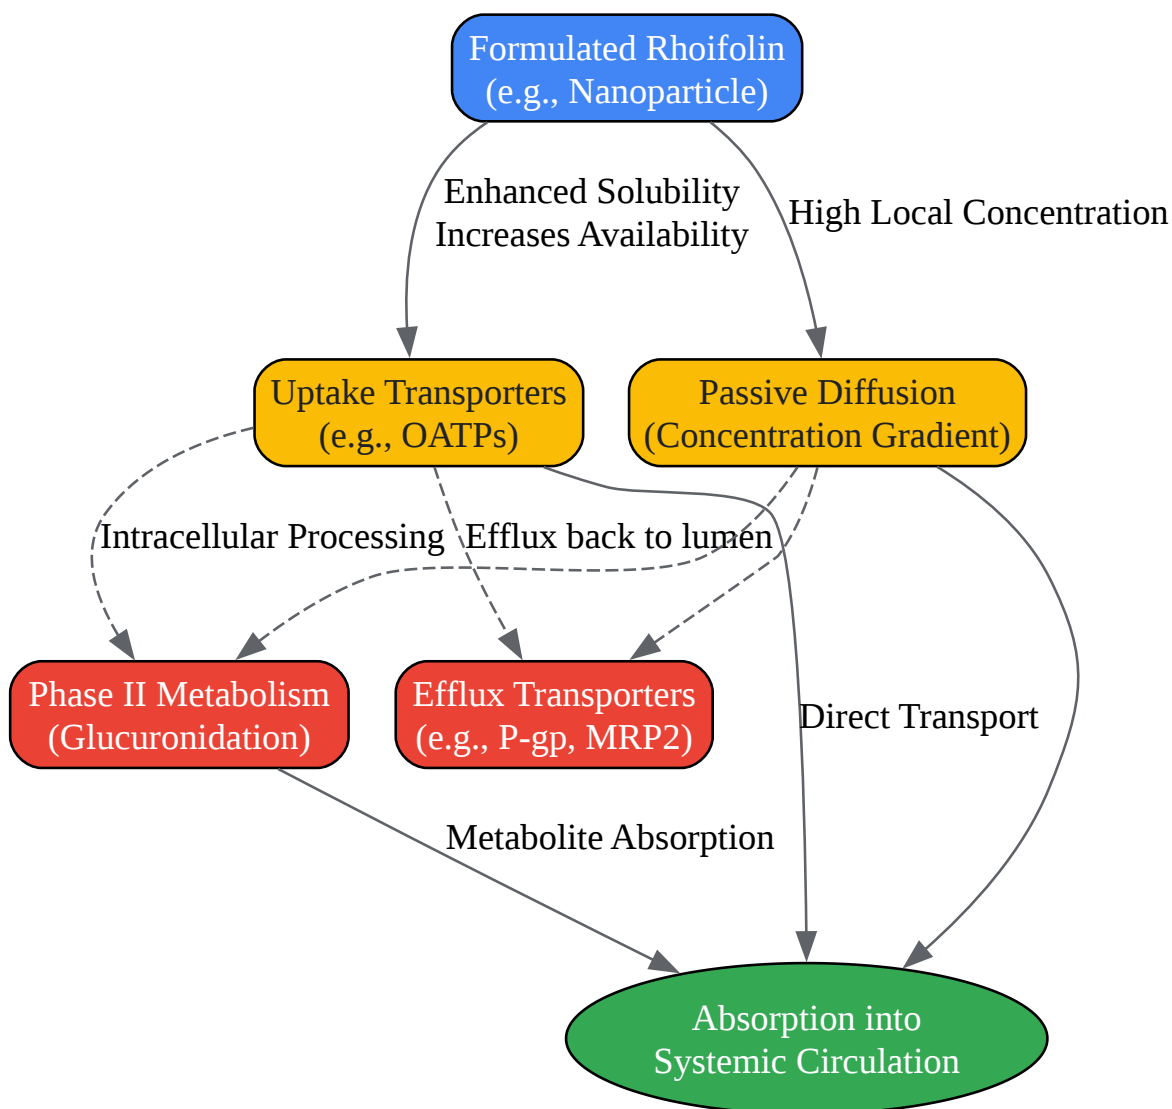 Formulated Rhoifolin
(e.g., Nanoparticle)
Enhanced Solubility
Increases Availability
High Local Concentration
Uptake Transporters
(e.g., OATPs)
Passive Diffusion
(Concentration Gradient)
Intracellular Processing
Efflux back to lumen
Phase II Metabolism
(Glucuronidation)
Efflux Transporters
(e.g., P-gp, MRP2)
Direct Transport
Metabolite Absorption
Absorption into
Systemic Circulation